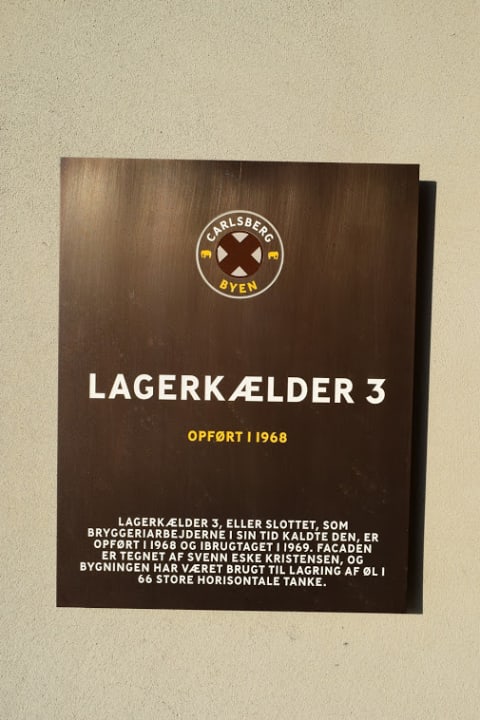 CARLSBERG
BYEN
LAGERKÆLDER 3
OPFØRT I 1968
LAGERKÆLDER 3, ELLER SLOTTET, SOM
BRYGGERIARBEJDERNE I SIN TID KALDTE DEN, ER
OPFØRT I 1968 OG IBRUGTAGET I 1969. FACADEN
ER TEGNET AF SVENN ESKE KRISTENSEN, OG
BYGNINGEN HAR VÆRET BRUGT TIL LAGRING AF ØL I
66 STORE HORISONTALE TANKE.